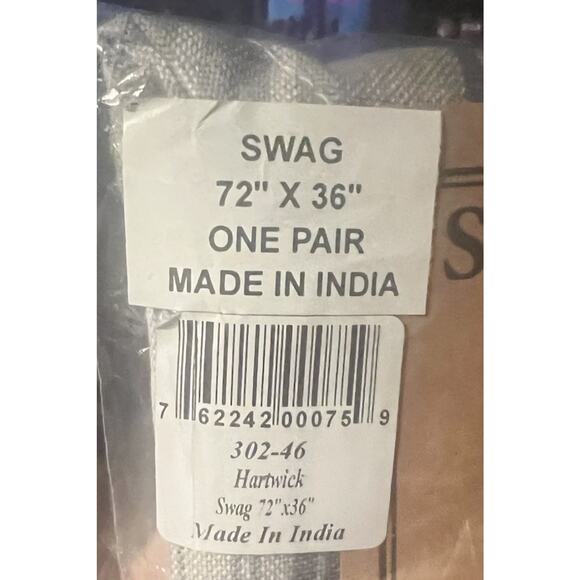 SWAG
72" X 36"
ONE PAIR
MADE IN INDIA
S
7 62242 00075 9
302-46
Hartwick
Swag 72"x36"
Made In India